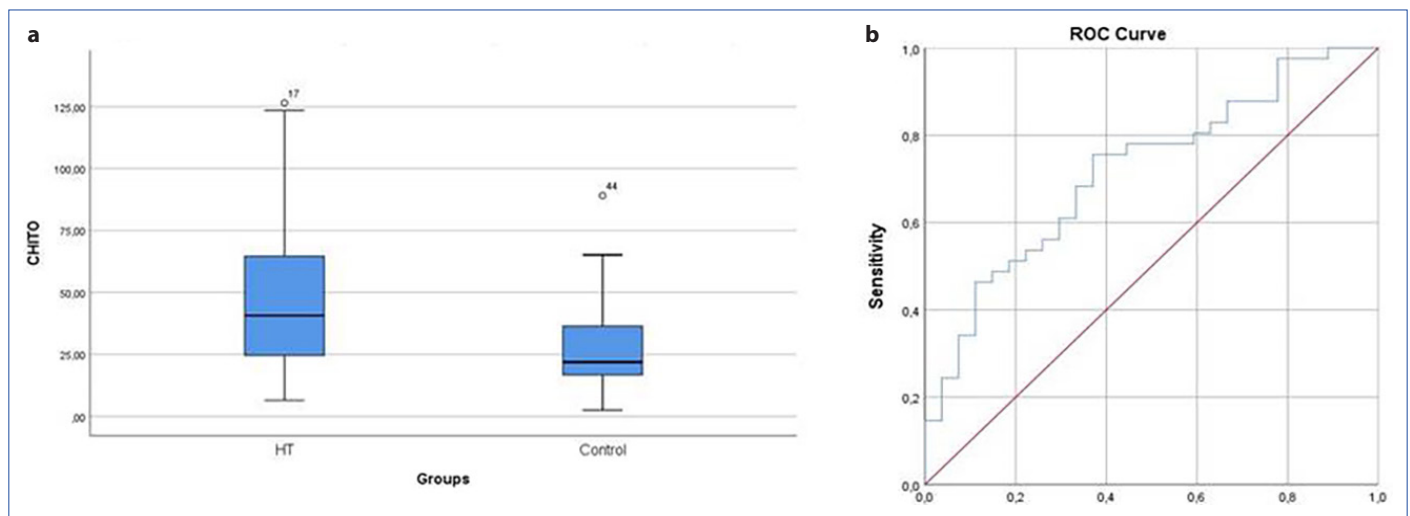 a
125,00
100,00
75,00
50,00
25,00
,00
CHITO
17
44
HT
Control
Groups
b
ROC Curve
1,0
0,8
0,6
0,4
0,2
0,0
Sensitivity
0,0 0,2 0,4 0,6 0,8 1,0